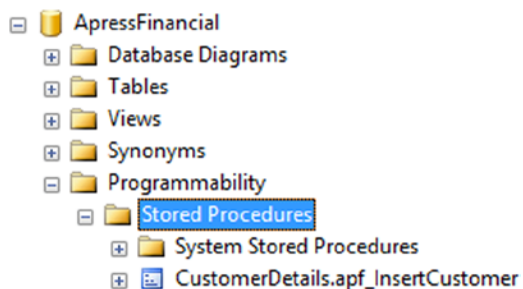 ApressFinancial
Database Diagrams
Tables
Views
Synonyms
Programmability
Stored Procedures
System Stored Procedures
CustomerDetails.apf_InsertCustomer